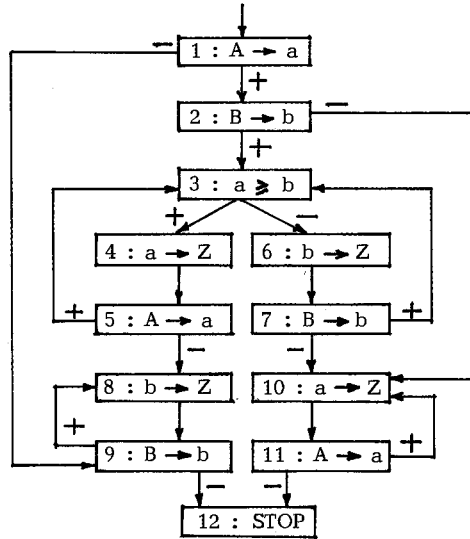 −
1 : A → a
+
2 : B → b
−
+
3 : a ⩾ b
+
−
4 : a → Z
6 : b → Z
5 : A → a
+
7 : B → b
+
−
−
8 : b → Z
10 : a → Z
+
9 : B → b
11 : A → a
+
−
−
12 : STOP